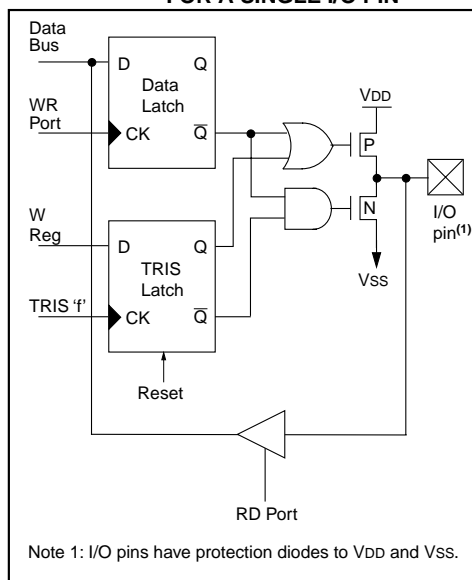 FOR A SINGLE I/O PIN
Data
Bus
D
Q
Data
Latch
WR
Port
CK
Q̅
VDD
P
I/O
pin(1)
N
W
Reg
D
Q
TRIS
Latch
VSS
TRIS ‘f’
CK
Q̅
Reset
RD Port
Note 1: I/O pins have protection diodes to VDD and VSS.